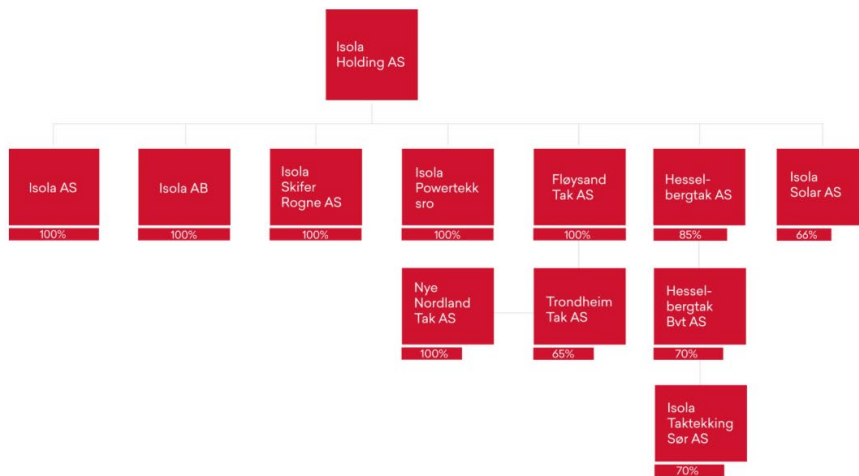 Isola
Holding AS
Isola AS
100%
Isola AB
100%
Isola
Skifer
Rogne AS
100%
Isola
Powertekk
sro
100%
Fløysand
Tak AS
100%
Hessel-
bergtak AS
85%
Isola
Solar AS
66%
Nye
Nordland
Tak AS
100%
Trondheim
Tak AS
65%
Hessel-
bergtak
Bvt AS
70%
Isola
Taktekking
Sør AS
70%